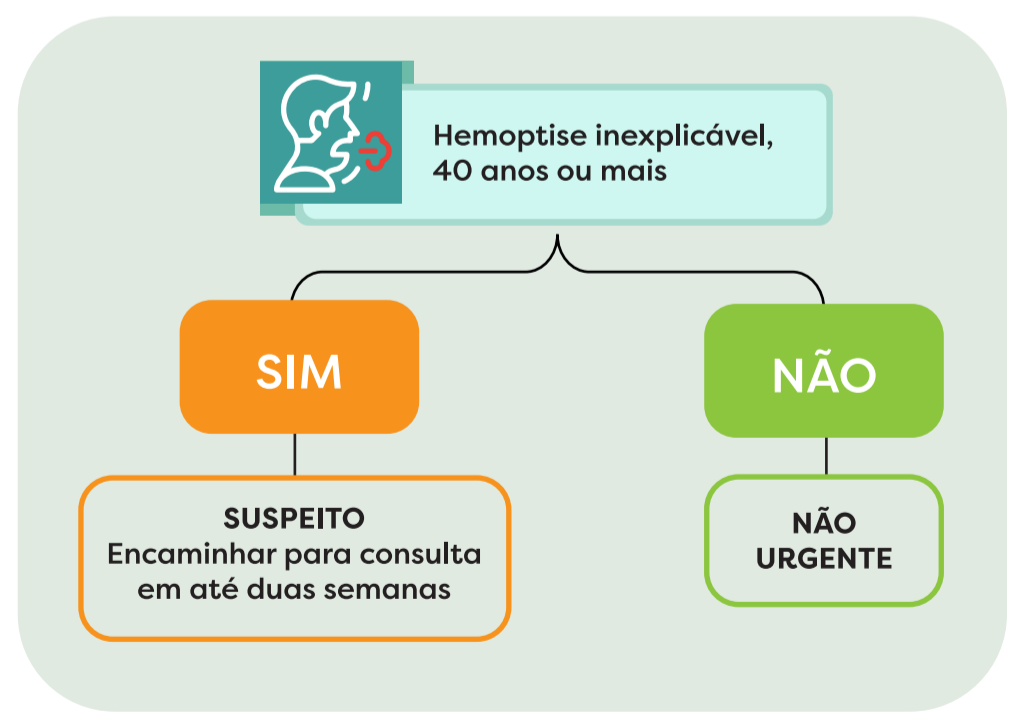 Hemoptise inexplicável,
40 anos ou mais
SIM
NÃO
SUSPEITO
Encaminhar para consulta
em até duas semanas
NÃO
URGENTE